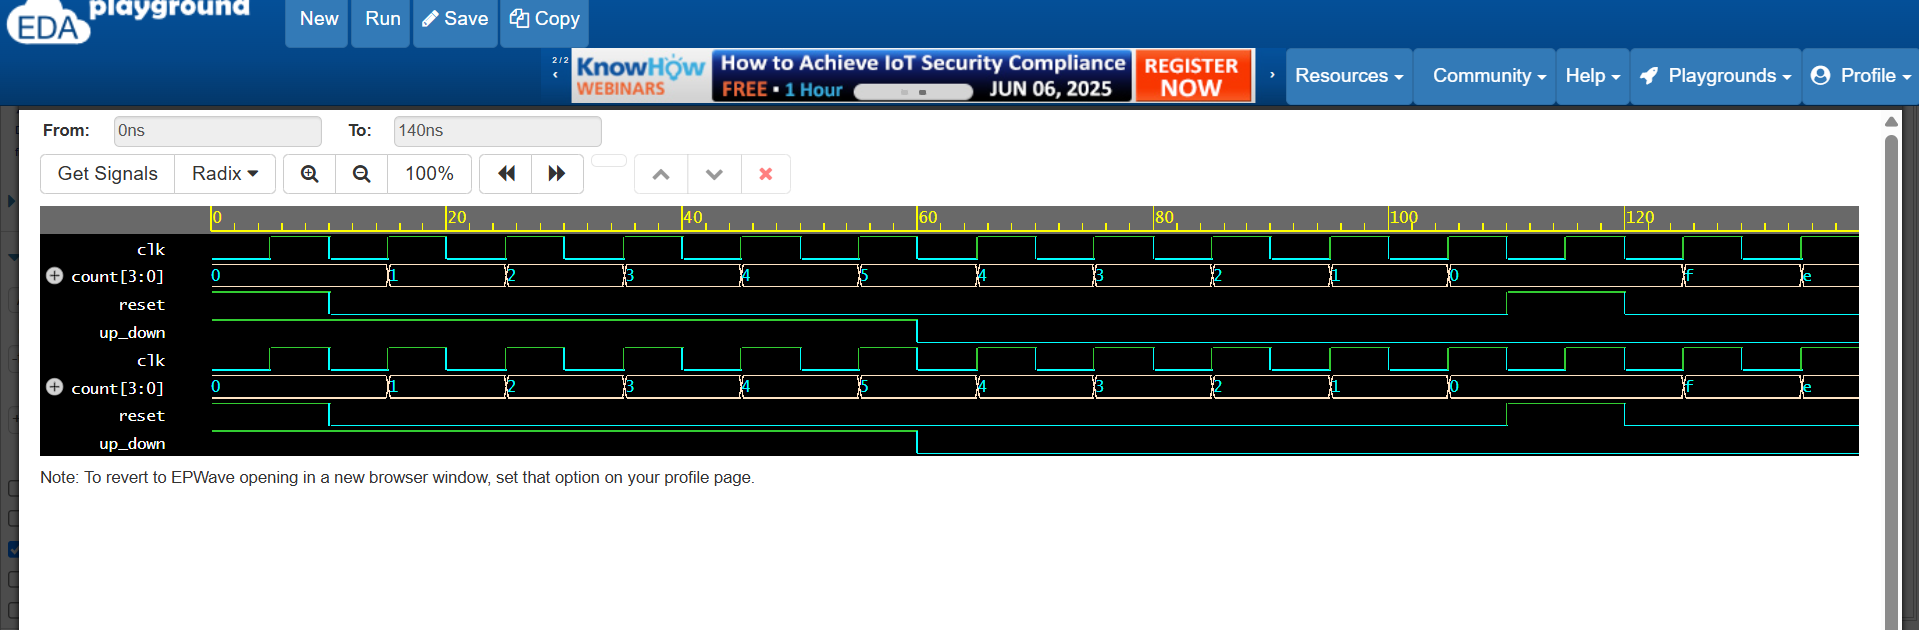 EDA playground
New Run Save Copy
2/2
KnowHow WEBINARS
How to Achieve IoT Security Compliance
FREE • 1 Hour JUN 06, 2025
REGISTER NOW
Resources Community Help Playgrounds Profile
From: 0ns To: 140ns
Get Signals Radix 100%
0 20 40 60 80 100 120
clk
count[3:0] 0 1 2 3 4 5 4 3 2 1 0 f e
reset
up_down
clk
count[3:0] 0 1 2 3 4 5 4 3 2 1 0 f e
reset
up_down
Note: To revert to EPWave opening in a new browser window, set that option on your profile page.